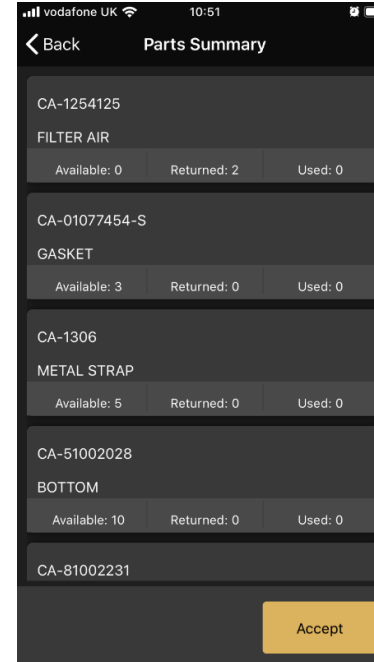 vodafone UK 10:51
Back Parts Summary
CA-1254125
FILTER AIR
Available: 0 Returned: 2 Used: 0
CA-01077454-S
GASKET
Available: 3 Returned: 0 Used: 0
CA-1306
METAL STRAP
Available: 5 Returned: 0 Used: 0
CA-51002028
BOTTOM
Available: 10 Returned: 0 Used: 0
CA-81002231
Accept